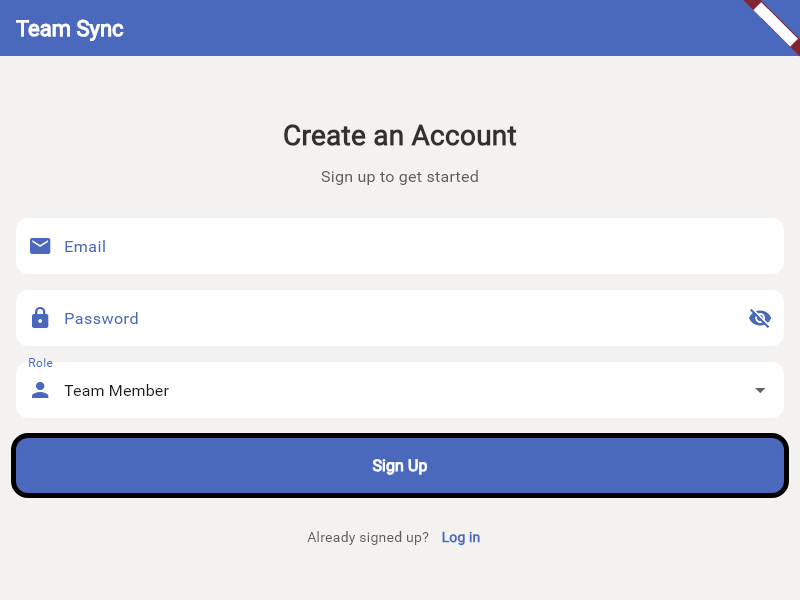 Team Sync
Create an Account
Sign up to get started
Email
Password
Role
Team Member
Sign Up
Already signed up? Log in